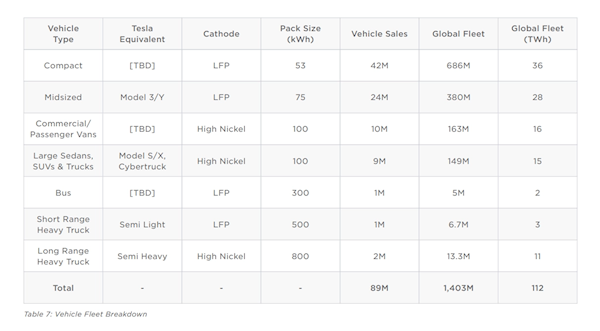 Vehicle Type | Tesla Equivalent | Cathode | Pack Size (kWh) | Vehicle Sales | Global Fleet | Global Fleet (TWh)
Compact | [TBD] | LFP | 53 | 42M | 686M | 36
Midsized | Model 3/Y | LFP | 75 | 24M | 380M | 28
Commercial/ Passenger Vans | [TBD] | High Nickel | 100 | 10M | 163M | 16
Large Sedans, SUVs & Trucks | Model S/X, Cybertruck | High Nickel | 100 | 9M | 149M | 15
Bus | [TBD] | LFP | 300 | 1M | 5M | 2
Short Range Heavy Truck | Semi Light | LFP | 500 | 1M | 6.7M | 3
Long Range Heavy Truck | Semi Heavy | High Nickel | 800 | 2M | 13.3M | 11
Total | - | - | - | 89M | 1,403M | 112
Table 7: Vehicle Fleet Breakdown